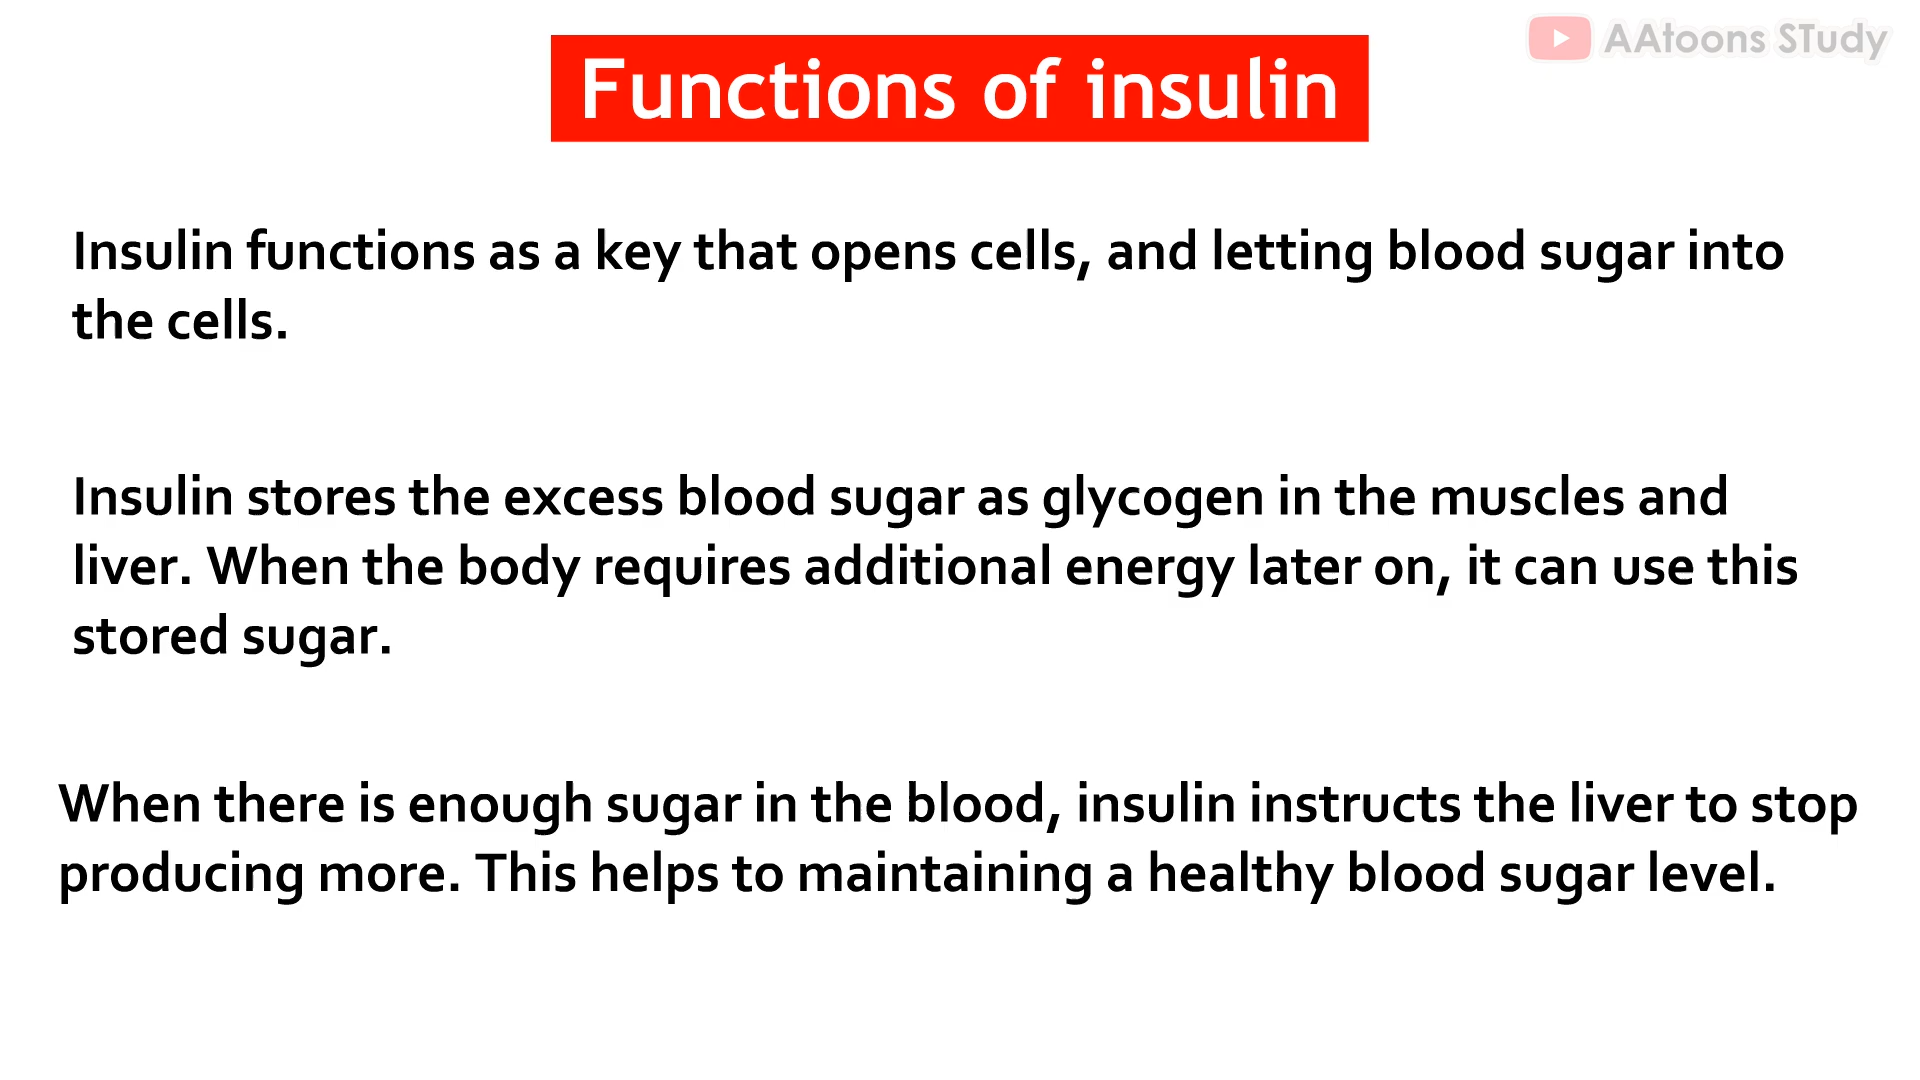 AAtoons STudy
Functions of insulin
Insulin functions as a key that opens cells, and letting blood sugar into
the cells.
Insulin stores the excess blood sugar as glycogen in the muscles and
liver. When the body requires additional energy later on, it can use this
stored sugar.
When there is enough sugar in the blood, insulin instructs the liver to stop
producing more. This helps to maintaining a healthy blood sugar level.